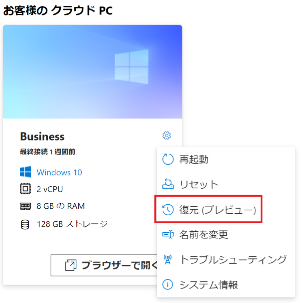 お客様の クラウド PC
Business
最終接続 1 週間前
Windows 10
2 vCPU
8 GB の RAM
128 GB ストレージ
ブラウザーで開く
再起動
リセット
復元 (プレビュー)
名前を変更
トラブルシューティング
システム情報